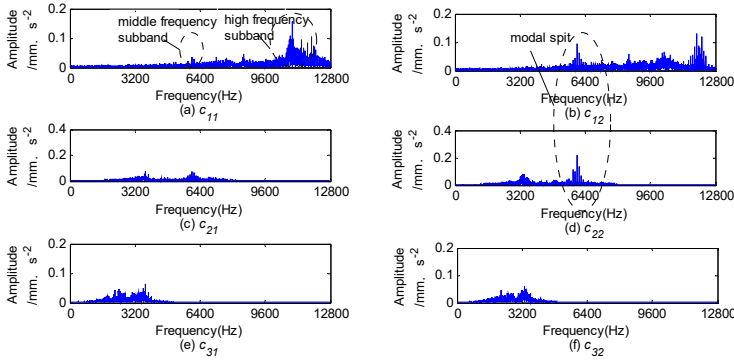 0.2
0.1
0
Amplitude
/mm. s-2
middle frequency
subband
high frequency
subband
0 3200 6400 9600 12800
Frequency(Hz)
(a) c11
0.2
0.1
0
Amplitude
/mm. s-2
modal spit
0 3200 6400 9600 12800
Frequency(Hz)
(b) c12
0.4
0.2
0
Amplitude
/mm. s-2
0 3200 6400 9600 12800
Frequency(Hz)
(c) c21
0.4
0.2
0
Amplitude
/mm. s-2
0 3200 6400 9600 12800
Frequency(Hz)
(d) c22
0.2
0.1
0
Amplitude
/mm. s-2
0 3200 6400 9600 12800
Frequency(Hz)
(e) c31
0.2
0.1
0
Amplitude
/mm. s-2
0 3200 6400 9600 12800
Frequency(Hz)
(f) c32